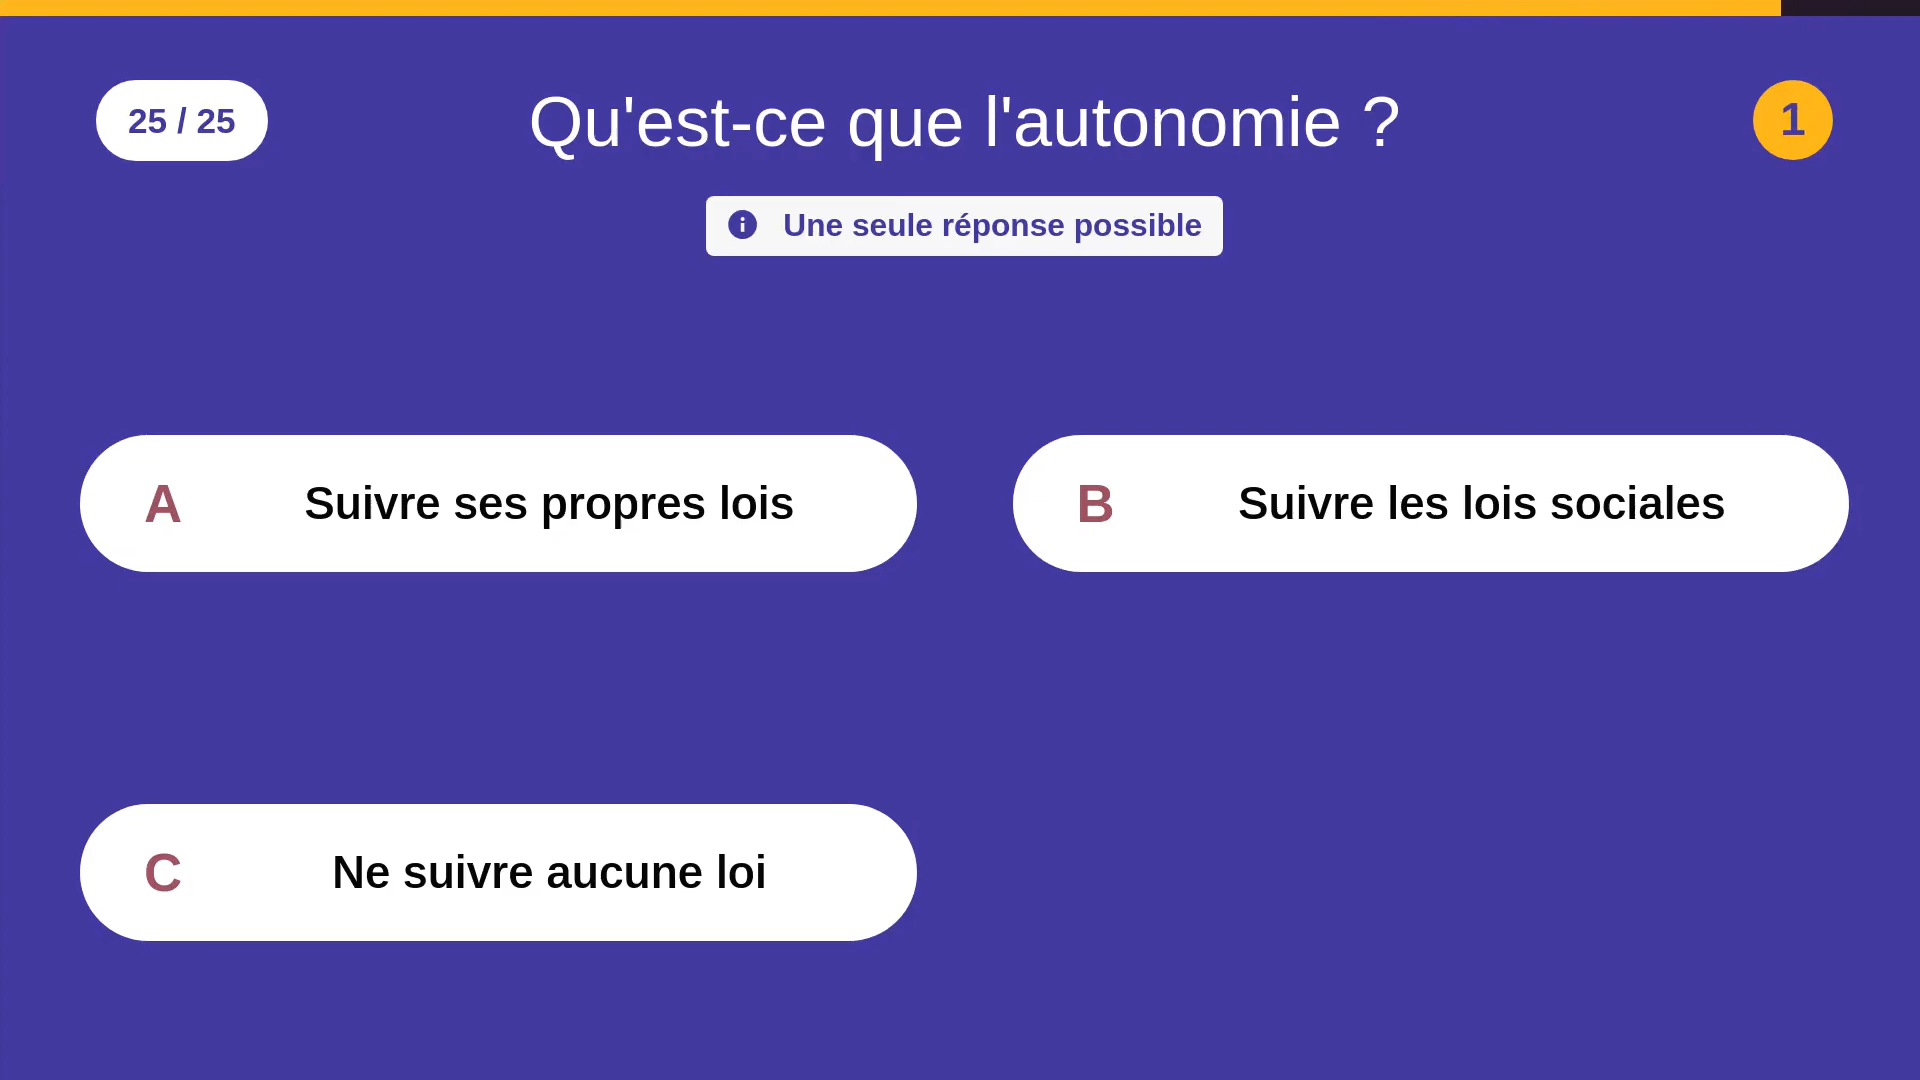 25 / 25
Qu'est-ce que l'autonomie ?
1
Une seule réponse possible
A Suivre ses propres lois
B Suivre les lois sociales
C Ne suivre aucune loi